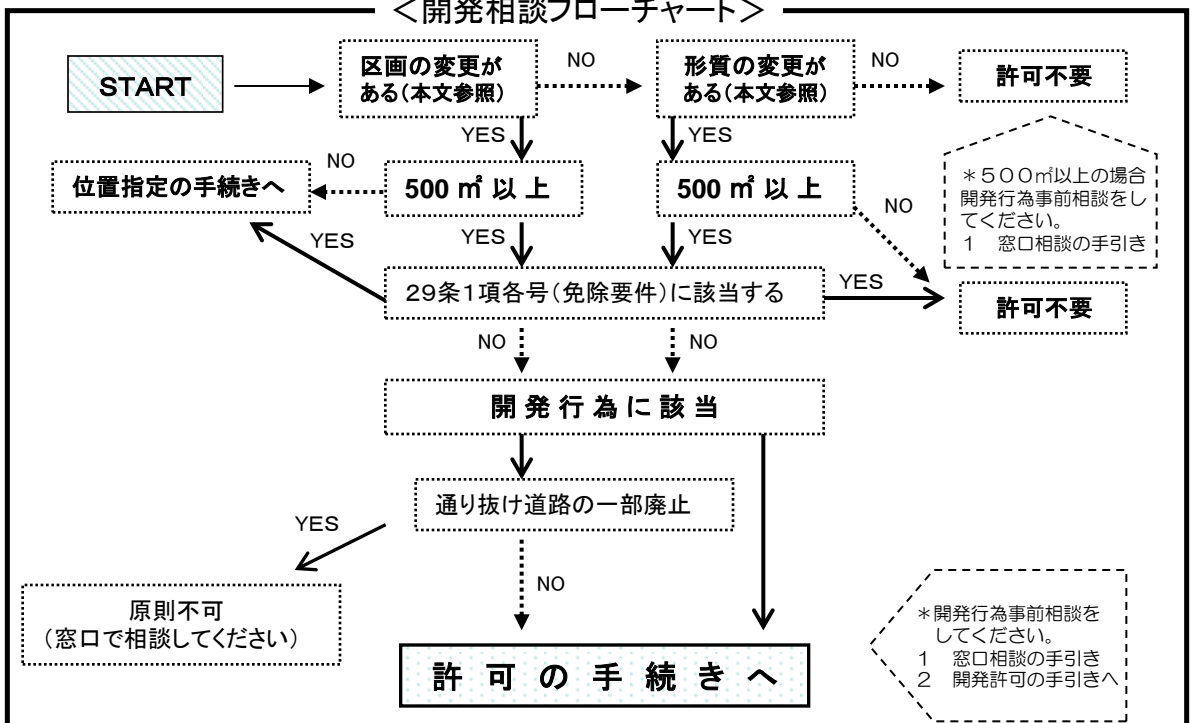 ＜開発相談フローチャート＞
START
区画の変更が
ある(本文参照)
NO
形質の変更が
ある(本文参照)
NO
許可不要
YES
YES
＊５００㎡以上の場合
開発行為事前相談をし
てください。
１　窓口相談の手引き
位置指定の手続きへ
NO
500 ㎡ 以 上
500 ㎡ 以 上
NO
YES
YES
YES
29条1項各号(免除要件)に該当する
YES
許可不要
NO
NO
開 発 行 為 に 該 当
通り抜け道路の一部廃止
YES
NO
原則不可
(窓口で相談してください)
＊開発行為事前相談を
してください。
１　窓口相談の手引き
２　開発許可の手引きへ
許 可 の 手 続 き へ